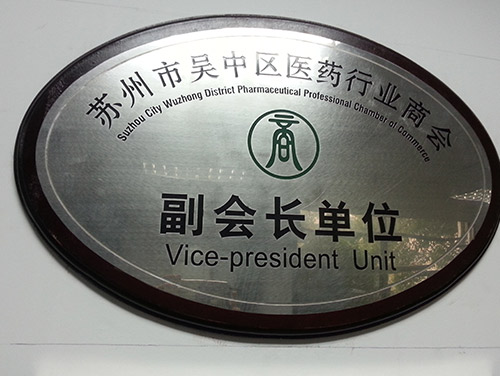 苏州市吴中区医药行业商会
Suzhou City Wuzhong District Pharmaceutical Professional Chamber of Commerce
商
副会长单位
Vice-president Unit